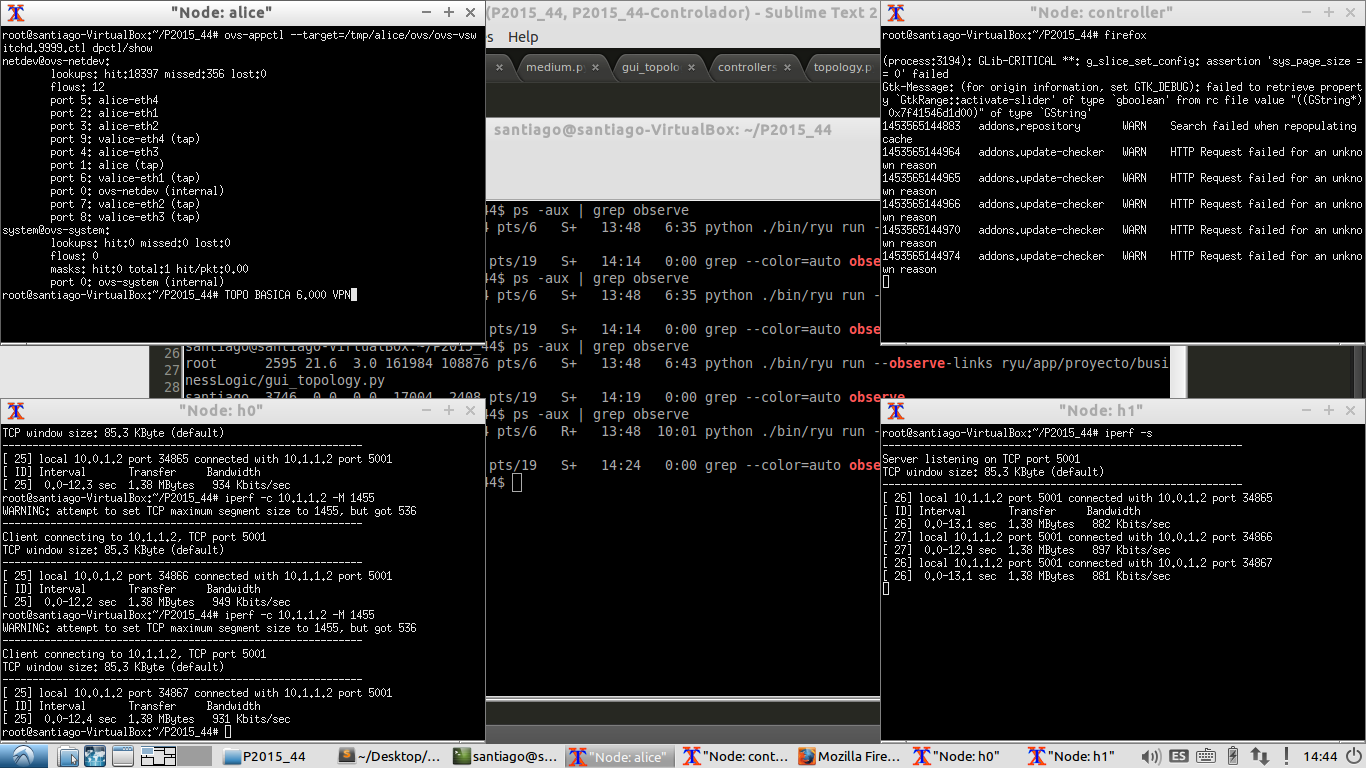 "Node: alice"
root@santiago-VirtualBox:~/P2015_44# ovs-appctl --target=/tmp/alice/ovs/ovs-vsw
itchd.9999.ctl dpctl/show
netdev@ovs-netdev:
lookups: hit:18397 missed:356 lost:0
flows: 12
port 5: alice-eth4
port 2: alice-eth1
port 3: alice-eth2
port 9: valice-eth4 (tap)
port 4: alice-eth3
port 1: alice (tap)
port 6: valice-eth1 (tap)
port 0: ovs-netdev (internal)
port 7: valice-eth2 (tap)
port 8: valice-eth3 (tap)
system@ovs-system:
lookups: hit:0 missed:0 lost:0
flows: 0
masks: hit:0 total:1 hit/pkt:0.00
port 0: ovs-system (internal)
root@santiago-VirtualBox:~/P2015_44# TOPO BASICA 6.000 VPN
(P2015_44, P2015_44-Controlador) - Sublime Text 2
Help
medium.p × gui_topolo × controllers × topology.p
santiago@santiago-VirtualBox: ~/P2015_44
44$ ps -aux | grep observe
4 pts/6 S+ 13:48 6:35 python ./bin/ryu run -
pts/19 S+ 14:14 0:00 grep --color=auto obse
44$ ps -aux | grep observe
4 pts/6 S+ 13:48 6:35 python ./bin/ryu run -
pts/19 S+ 14:14 0:00 grep --color=auto obse
santiago@santiago-VirtualBox:~/P2015_44$ ps -aux | grep observe
root 2595 21.6 3.0 161984 108876 pts/6 S+ 13:48 6:43 python ./bin/ryu run --observe-links ryu/app/proyecto/busi
nessLogic/gui_topology.py
santiago 3746 0.0 0.0 17004 2408 pts/19 S+ 14:19 0:00 grep --color=auto observe
44$ ps -aux | grep observe
4 pts/6 R+ 13:48 10:01 python ./bin/ryu run -
pts/19 S+ 14:24 0:00 grep --color=auto obse
44$
26
27
28
"Node: controller"
root@santiago-VirtualBox:~/P2015_44# firefox
(process:3194): GLib-CRITICAL **: g_slice_set_config: assertion 'sys_page_size =
= 0' failed
Gtk-Message: (for origin information, set GTK_DEBUG): failed to retrieve propert
y `GtkRange::activate-slider' of type `gboolean' from rc file value "((GString*)
0x7f41546d1d00)" of type `GString'
1453565144883 addons.repository WARN Search failed when repopulating
cache
1453565144964 addons.update-checker WARN HTTP Request failed for an unkno
wn reason
1453565144965 addons.update-checker WARN HTTP Request failed for an unkno
wn reason
1453565144966 addons.update-checker WARN HTTP Request failed for an unkno
wn reason
1453565144970 addons.update-checker WARN HTTP Request failed for an unkno
wn reason
1453565144974 addons.update-checker WARN HTTP Request failed for an unkno
wn reason
"Node: h0"
TCP window size: 85.3 KByte (default)
------------------------------------------------------------
[ 25] local 10.0.1.2 port 34865 connected with 10.1.1.2 port 5001
[ ID] Interval Transfer Bandwidth
[ 25] 0.0-12.3 sec 1.38 MBytes 934 Kbits/sec
root@santiago-VirtualBox:~/P2015_44# iperf -c 10.1.1.2 -M 1455
WARNING: attempt to set TCP maximum segment size to 1455, but got 536
------------------------------------------------------------
Client connecting to 10.1.1.2, TCP port 5001
TCP window size: 85.3 KByte (default)
------------------------------------------------------------
[ 25] local 10.0.1.2 port 34866 connected with 10.1.1.2 port 5001
[ ID] Interval Transfer Bandwidth
[ 25] 0.0-12.2 sec 1.38 MBytes 949 Kbits/sec
root@santiago-VirtualBox:~/P2015_44# iperf -c 10.1.1.2 -M 1455
WARNING: attempt to set TCP maximum segment size to 1455, but got 536
------------------------------------------------------------
Client connecting to 10.1.1.2, TCP port 5001
TCP window size: 85.3 KByte (default)
------------------------------------------------------------
[ 25] local 10.0.1.2 port 34867 connected with 10.1.1.2 port 5001
[ ID] Interval Transfer Bandwidth
[ 25] 0.0-12.4 sec 1.38 MBytes 931 Kbits/sec
root@santiago-VirtualBox:~/P2015_44#
"Node: h1"
root@santiago-VirtualBox:~/P2015_44# iperf -s
------------------------------------------------------------
Server listening on TCP port 5001
TCP window size: 85.3 KByte (default)
------------------------------------------------------------
[ 26] local 10.1.1.2 port 5001 connected with 10.0.1.2 port 34865
[ ID] Interval Transfer Bandwidth
[ 26] 0.0-13.1 sec 1.38 MBytes 882 Kbits/sec
[ 27] local 10.1.1.2 port 5001 connected with 10.0.1.2 port 34866
[ 27] 0.0-12.9 sec 1.38 MBytes 897 Kbits/sec
[ 26] local 10.1.1.2 port 5001 connected with 10.0.1.2 port 34867
[ 26] 0.0-13.1 sec 1.38 MBytes 881 Kbits/sec
P2015_44 ~/Desktop/... santiago@s... "Node: alice" "Node: cont... Mozilla Fire... "Node: h0" "Node: h1" ES 14:44